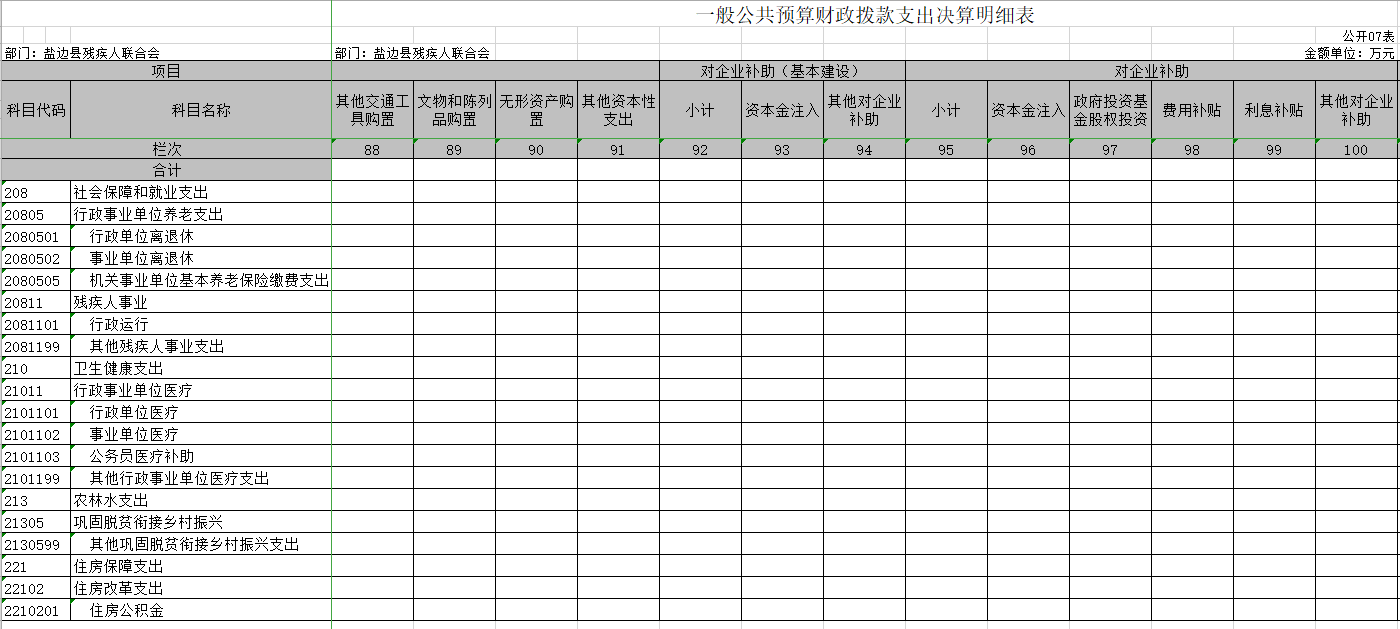 一般公共预算财政拨款支出决算明细表
公开07表
部门：盐边县残疾人联合会 部门：盐边县残疾人联合会 金额单位：万元
项目 对企业补助（基本建设） 对企业补助
科目代码 科目名称 其他交通工具购置 文物和陈列品购置 无形资产购置 其他资本性支出 小计 资本金注入 其他对企业补助 小计 资本金注入 政府投资基金股权投资 费用补贴 利息补贴 其他对企业补助
栏次 88 89 90 91 92 93 94 95 96 97 98 99 100
合计
208 社会保障和就业支出
20805 行政事业单位养老支出
2080501 行政单位离退休
2080502 事业单位离退休
2080505 机关事业单位基本养老保险缴费支出
20811 残疾人事业
2081101 行政运行
2081199 其他残疾人事业支出
210 卫生健康支出
21011 行政事业单位医疗
2101101 行政单位医疗
2101102 事业单位医疗
2101103 公务员医疗补助
2101199 其他行政事业单位医疗支出
213 农林水支出
21305 巩固脱贫衔接乡村振兴
2130599 其他巩固脱贫衔接乡村振兴支出
221 住房保障支出
22102 住房改革支出
2210201 住房公积金